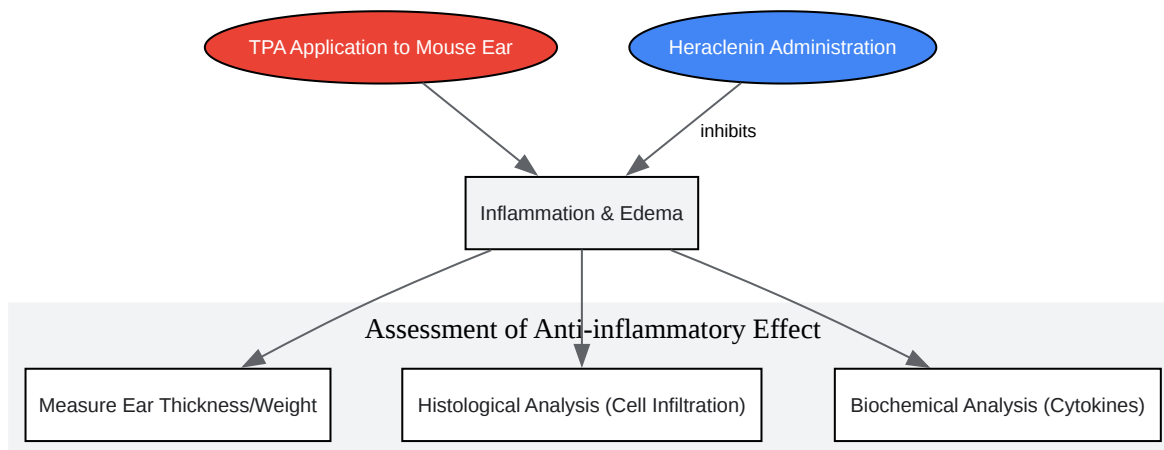 TPA Application to Mouse Ear
Heraclenin Administration
inhibits
Inflammation & Edema
Assessment of Anti-inflammatory Effect
Measure Ear Thickness/Weight
Histological Analysis (Cell Infiltration)
Biochemical Analysis (Cytokines)